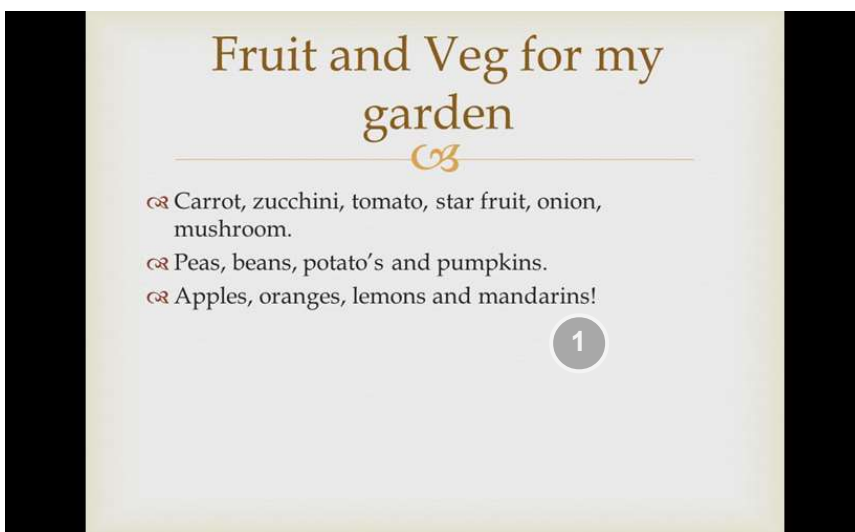 Fruit and Veg for my
garden
Carrot, zucchini, tomato, star fruit, onion,
mushroom.
Peas, beans, potato’s and pumpkins.
Apples, oranges, lemons and mandarins!
1